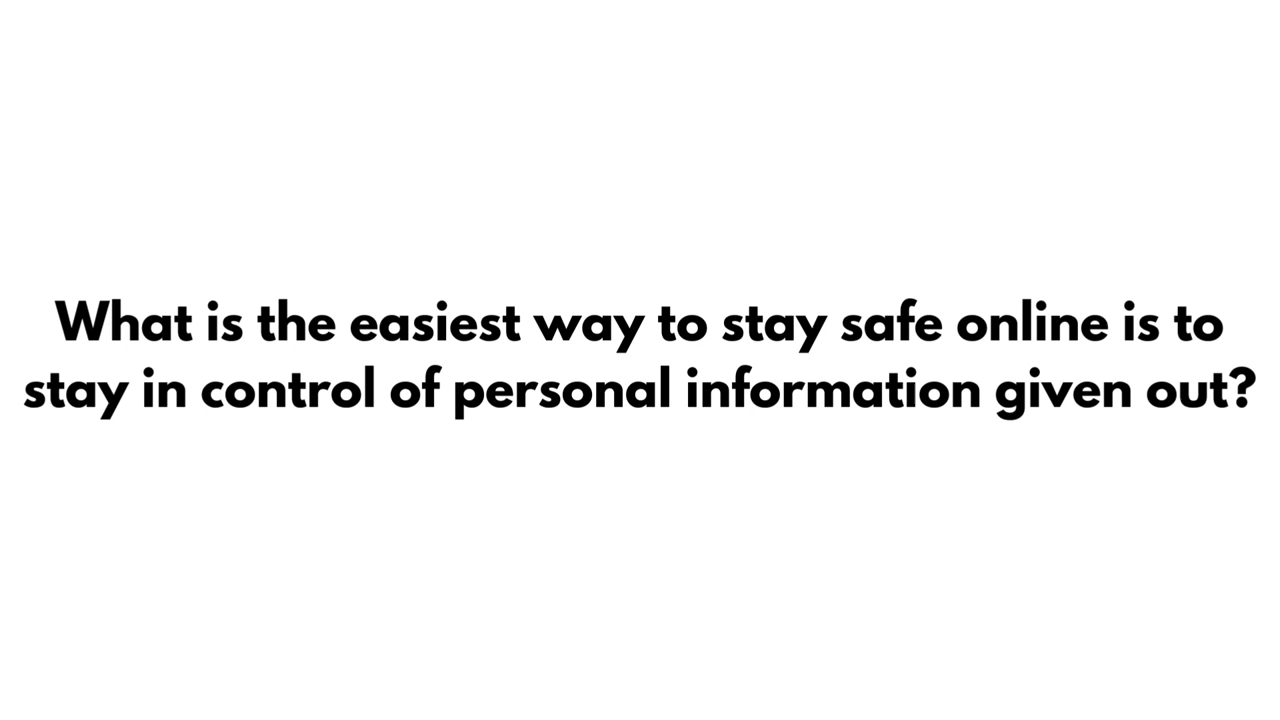 What is the easiest way to stay safe online is to
stay in control of personal information given out?